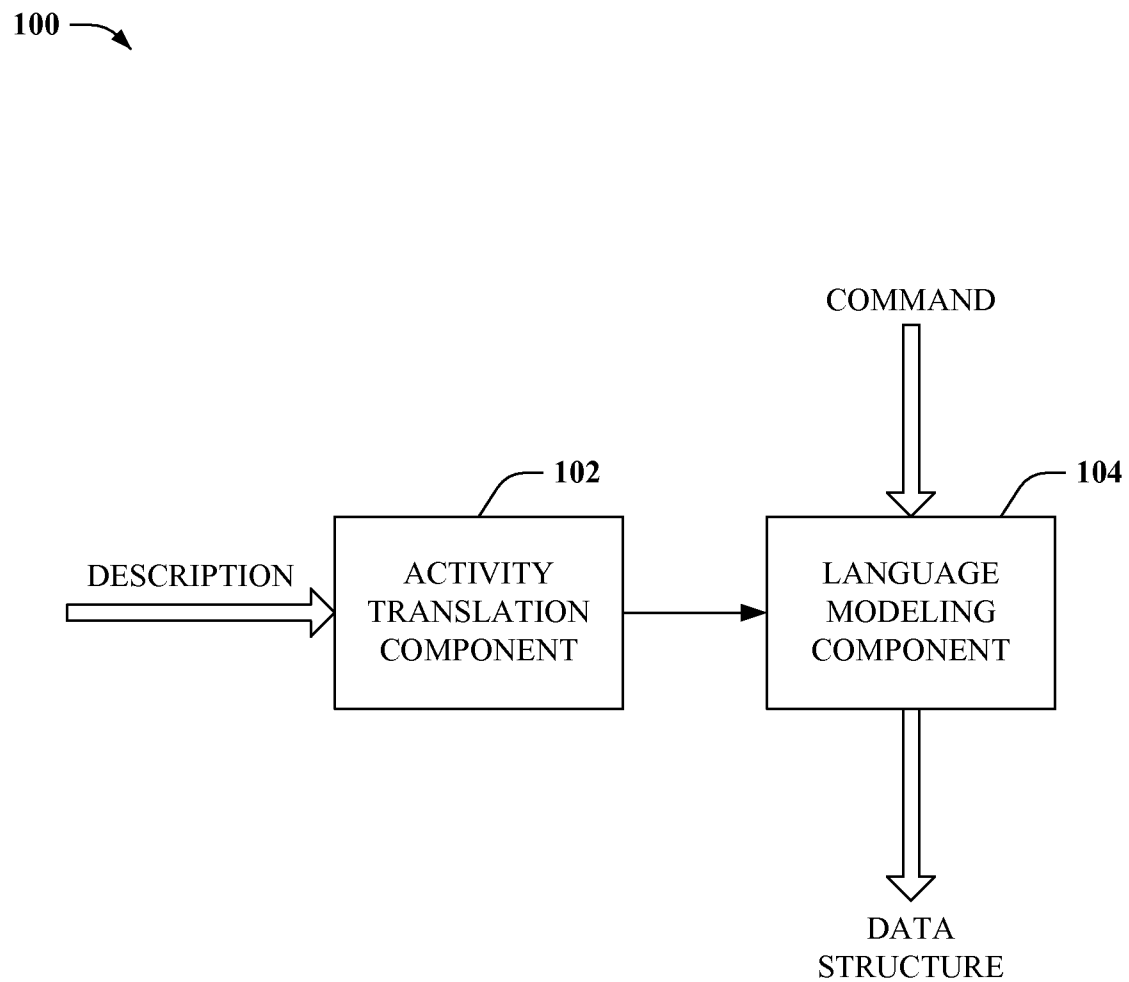 100
COMMAND
102
104
DESCRIPTION
ACTIVITY
TRANSLATION
COMPONENT
LANGUAGE
MODELING
COMPONENT
DATA
STRUCTURE